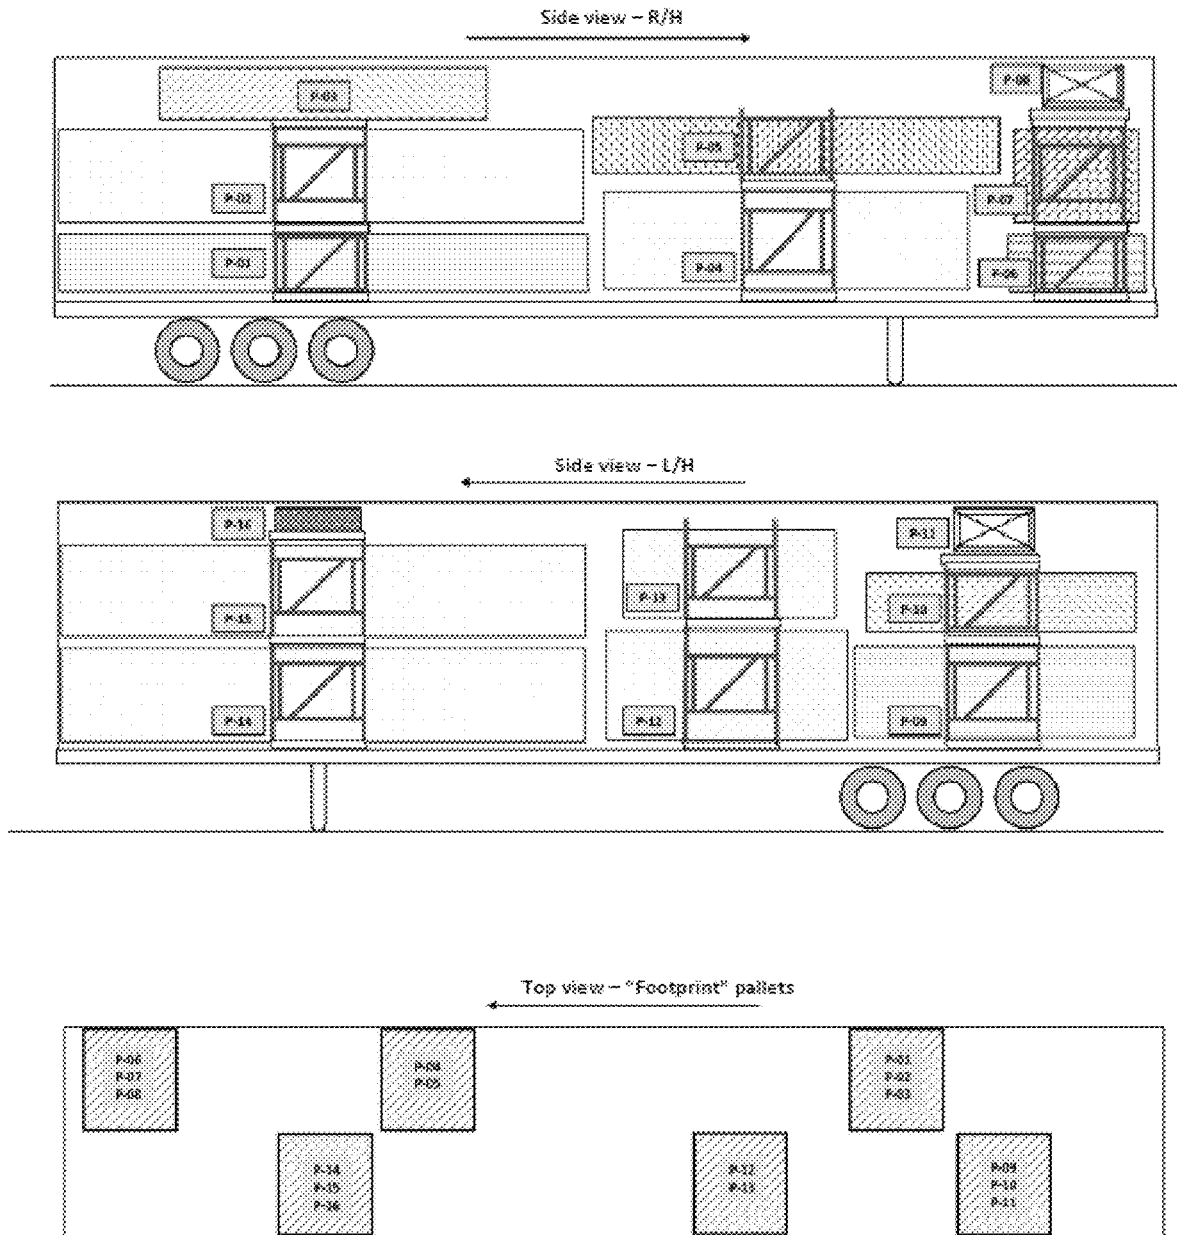 Side view – R/H
P-03
P-08
P-05
P-02
P-07
P-01
P-04
P-06
Side view – L/H
P-16
P-11
P-13
P-10
P-15
P-14
P-12
P-09
Top view – "Footprint" pallets
P-06
P-07
P-08
P-04
P-05
P-01
P-02
P-03
P-14
P-15
P-16
P-12
P-13
P-09
P-10
P-11